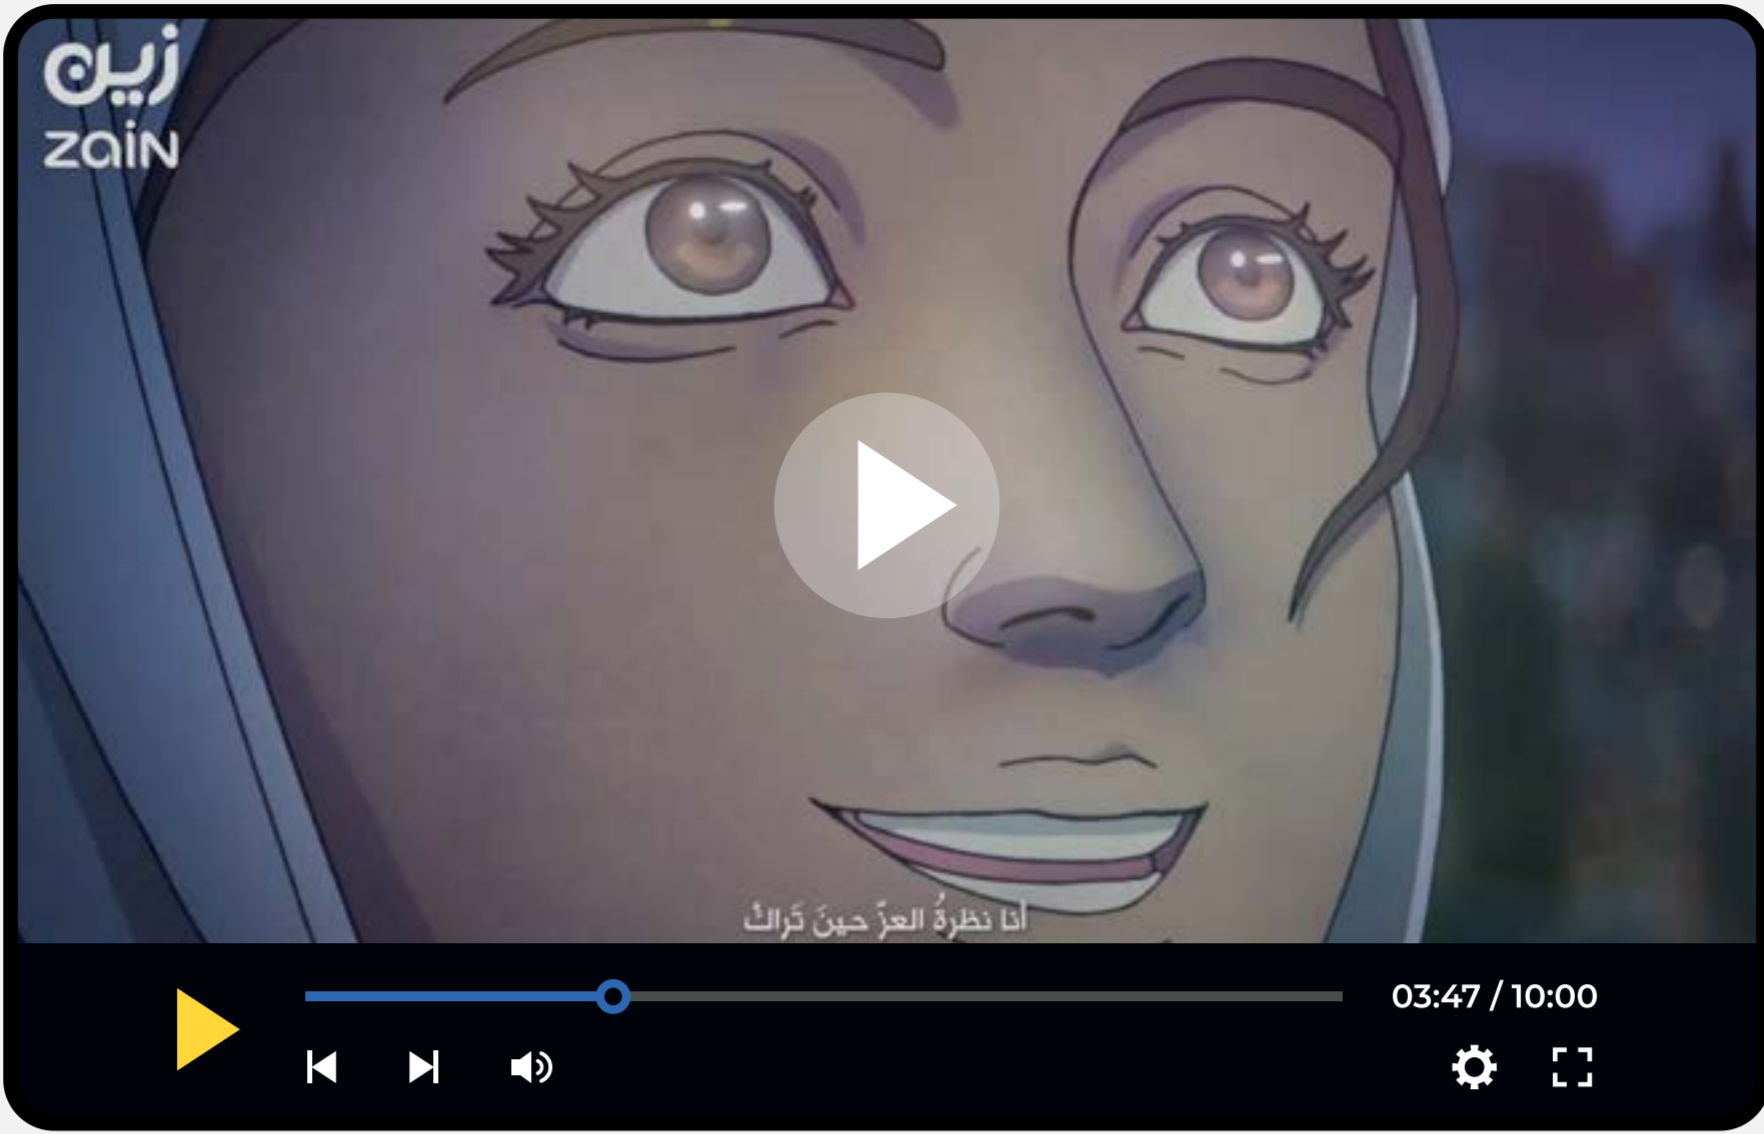 زين
zain
أنا نظرةُ العزّ حينَ تَراكْ
03:47 / 10:00